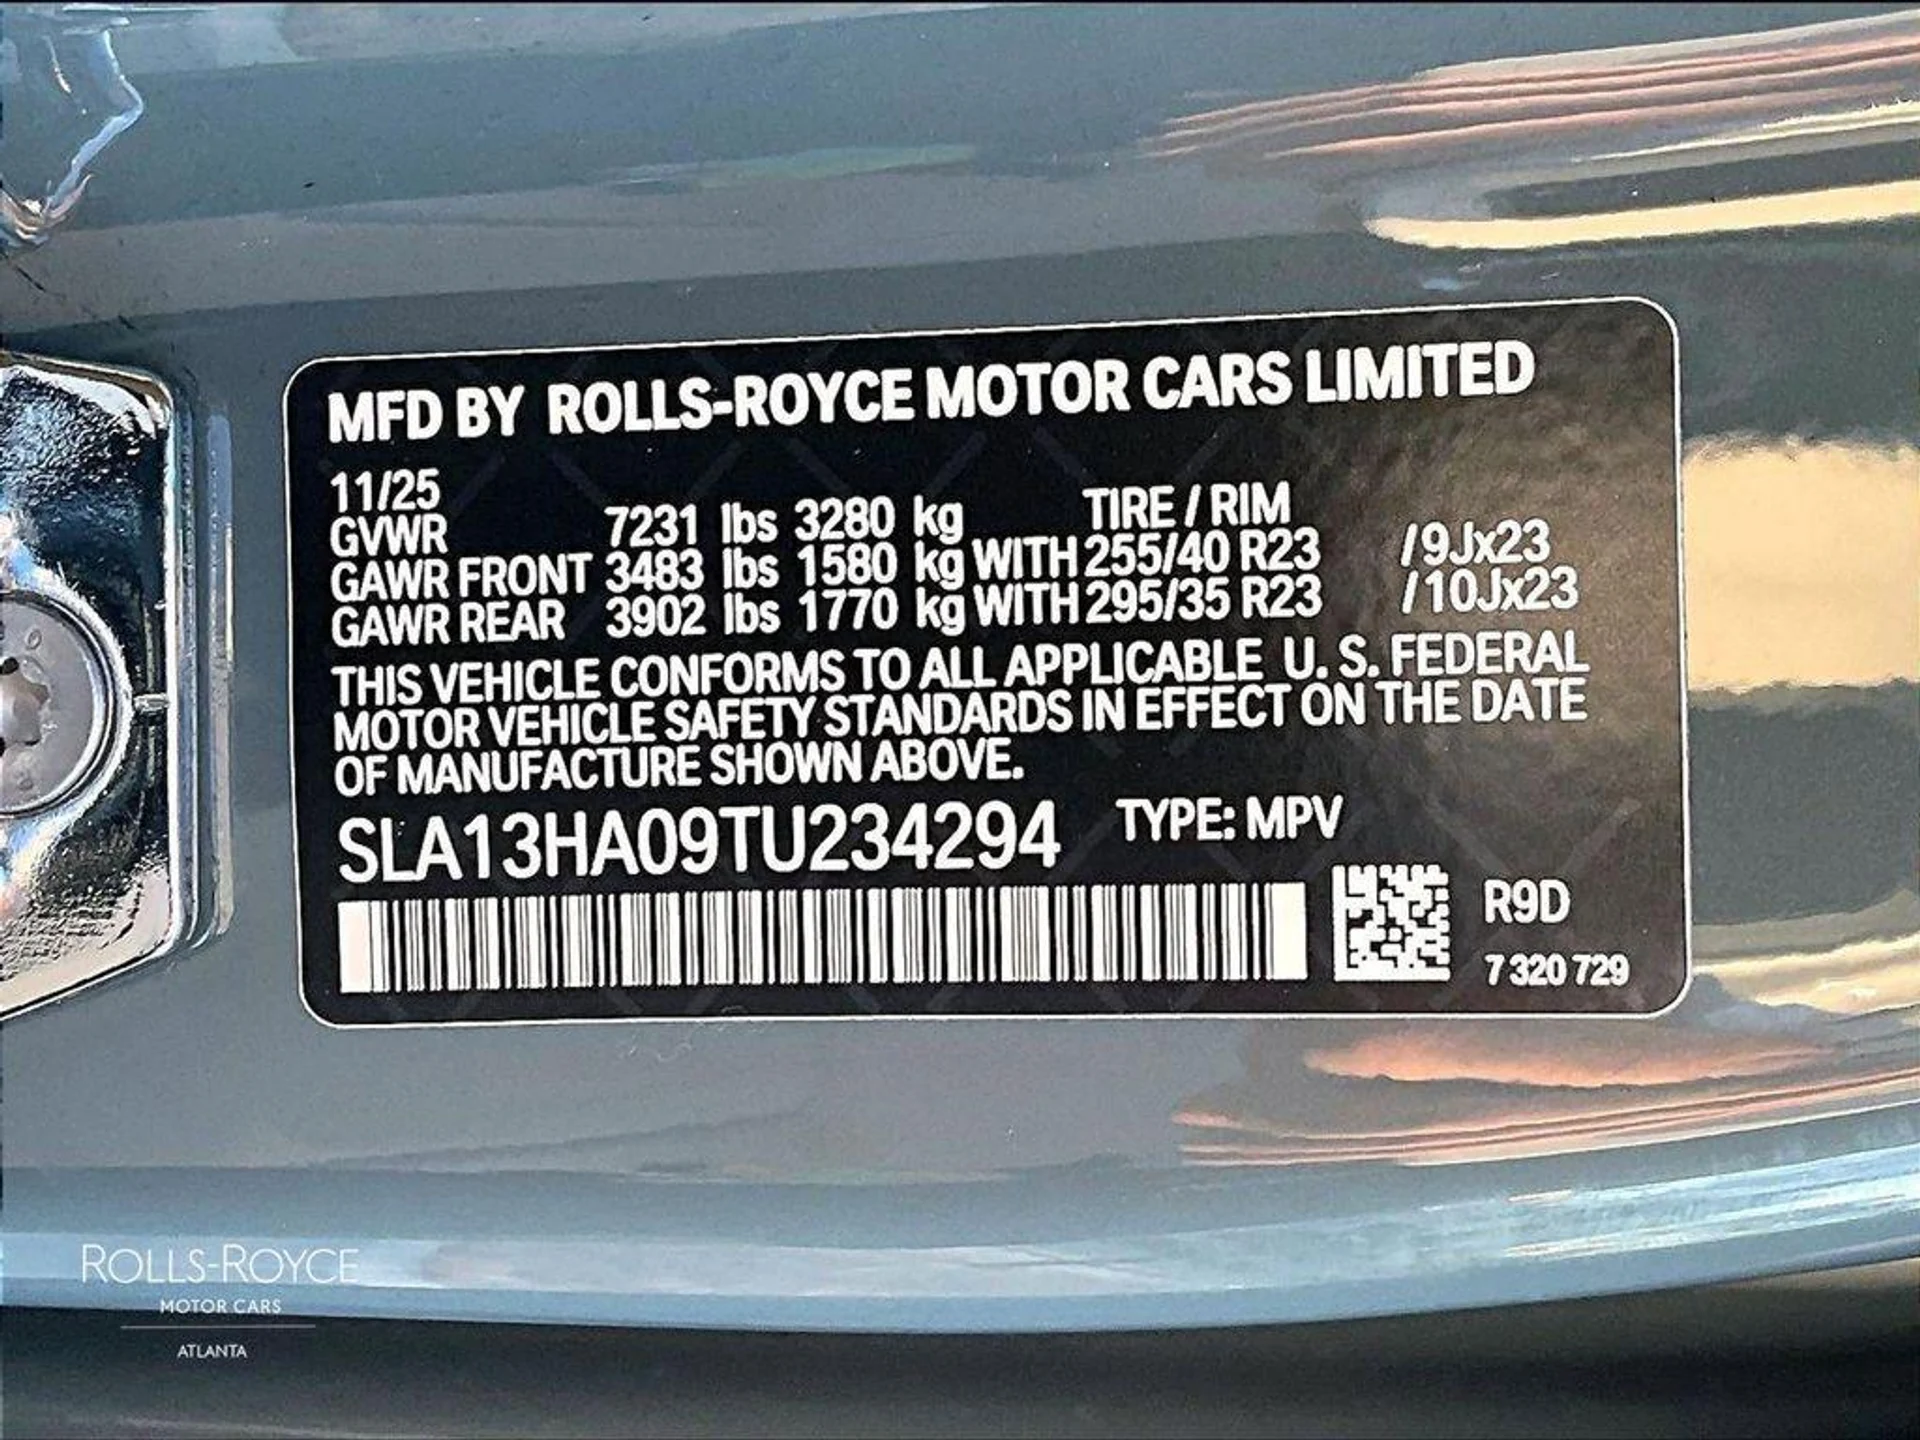 MFD BY ROLLS-ROYCE MOTOR CARS LIMITED
11/25
GVWR 7231 lbs 3280 kg TIRE / RIM
GAWR FRONT 3483 lbs 1580 kg WITH 255/40 R23 /9Jx23
GAWR REAR 3902 lbs 1770 kg WITH 295/35 R23 /10Jx23
THIS VEHICLE CONFORMS TO ALL APPLICABLE U. S. FEDERAL
MOTOR VEHICLE SAFETY STANDARDS IN EFFECT ON THE DATE
OF MANUFACTURE SHOWN ABOVE.
SLA13HA09TU234294 TYPE: MPV
R9D
7 320 729
ROLLS-ROYCE
MOTOR CARS
ATLANTA